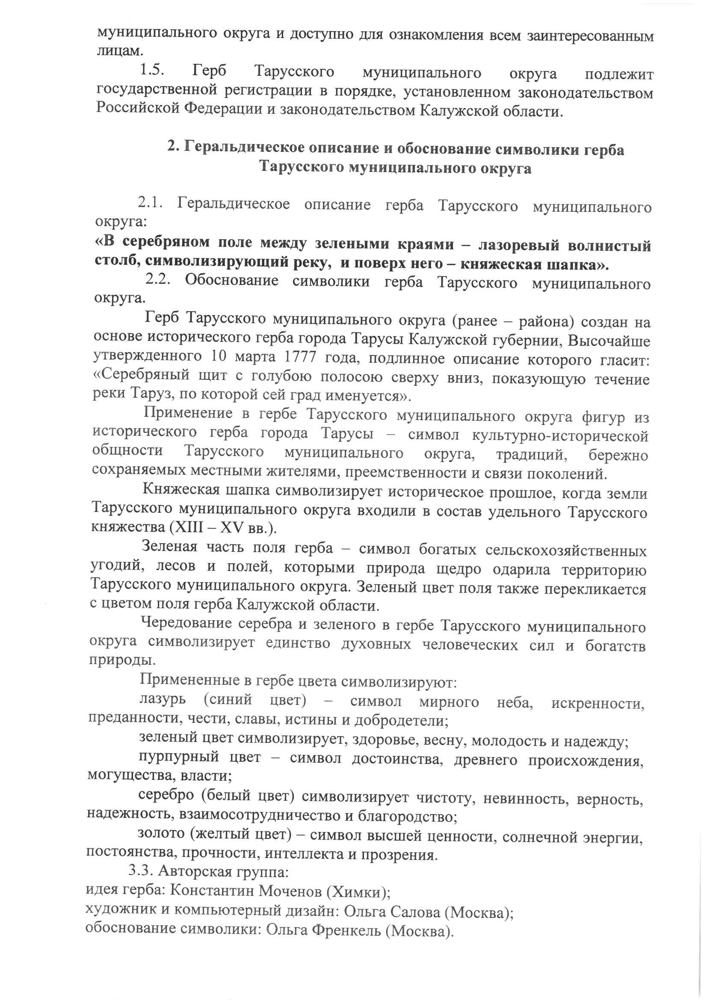 муниципального округа и доступно для ознакомления всем заинтересованным
лицам.
1.5. Герб Тарусского муниципального округа подлежит
государственной регистрации в порядке, установленном законодательством
Российской Федерации и законодательством Калужской области.
2. Геральдическое описание и обоснование символики герба
Тарусского муниципального округа
2.1. Геральдическое описание герба Тарусского муниципального
округа:
«В серебряном поле между зелеными краями – лазоревый волнистый
столб, символизирующий реку, и поверх него – княжеская шапка».
2.2. Обоснование символики герба Тарусского муниципального
округа.
Герб Тарусского муниципального округа (ранее – района) создан на
основе исторического герба города Тарусы Калужской губернии, Высочайше
утвержденного 10 марта 1777 года, подлинное описание которого гласит:
«Серебряный щит с голубою полосою сверху вниз, показующую течение
реки Таруз, по которой сей град именуется».
Применение в гербе Тарусского муниципального округа фигур из
исторического герба города Тарусы – символ культурно-исторической
общности Тарусского муниципального округа, традиций, бережно
сохраняемых местными жителями, преемственности и связи поколений.
Княжеская шапка символизирует историческое прошлое, когда земли
Тарусского муниципального округа входили в состав удельного Тарусского
княжества (XIII – XV вв.).
Зеленая часть поля герба – символ богатых сельскохозяйственных
угодий, лесов и полей, которыми природа щедро одарила территорию
Тарусского муниципального округа. Зеленый цвет поля также перекликается
с цветом поля герба Калужской области.
Чередование серебра и зеленого в гербе Тарусского муниципального
округа символизирует единство духовных человеческих сил и богатств
природы.
Примененные в гербе цвета символизируют:
лазурь (синий цвет) – символ мирного неба, искренности,
преданности, чести, славы, истины и добродетели;
зеленый цвет символизирует, здоровье, весну, молодость и надежду;
пурпурный цвет – символ достоинства, древнего происхождения,
могущества, власти;
серебро (белый цвет) символизирует чистоту, невинность, верность,
надежность, взаимосотрудничество и благородство;
золото (желтый цвет) – символ высшей ценности, солнечной энергии,
постоянства, прочности, интеллекта и прозрения.
3.3. Авторская группа:
идея герба: Константин Моченов (Химки);
художник и компьютерный дизайн: Ольга Салова (Москва);
обоснование символики: Ольга Френкель (Москва).